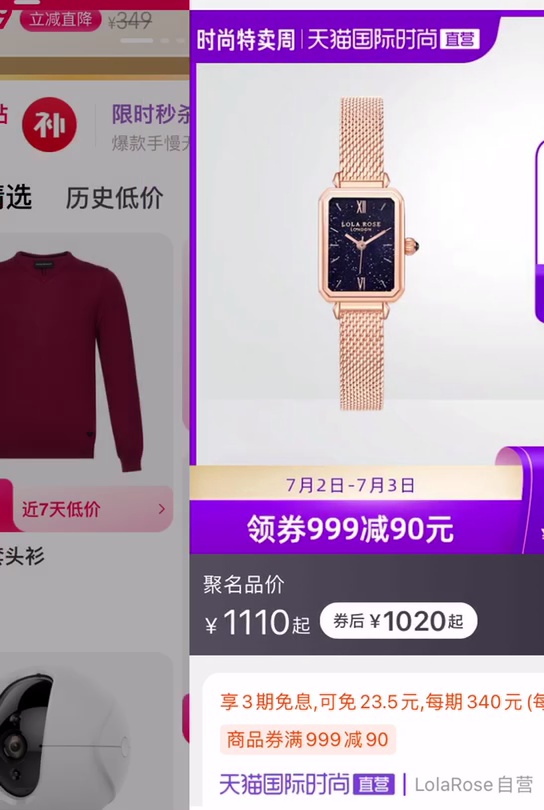 立减直降 ¥349
补
限时秒杀
爆款手慢
精选 历史低价
近7天低价 >
套头衫
时尚特卖周|天猫国际时尚 直营
XII
LOLA ROSE
LONDON
VI
7月2日-7月3日
领券999减90元
聚名品价
¥1110起 券后¥1020起
享3期免息,可免23.5元,每期340元(每
商品券满999减90
天猫国际时尚 直营 | LolaRose自营